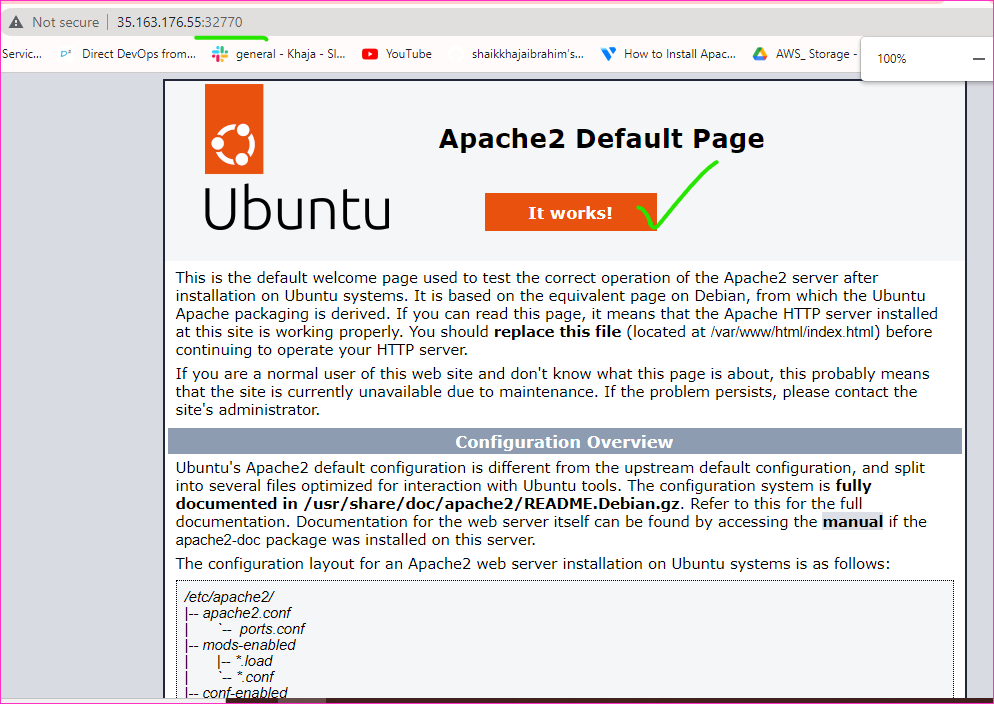 Not secure | 35.163.176.55:32770
Servic... Direct DevOps from... general - Khaja - Sl... YouTube shaikkhajaibrahim's... How to Install Apac... AWS_ Storage -
100%
Ubuntu
Apache2 Default Page
It works!
This is the default welcome page used to test the correct operation of the Apache2 server after
installation on Ubuntu systems. It is based on the equivalent page on Debian, from which the Ubuntu
Apache packaging is derived. If you can read this page, it means that the Apache HTTP server installed
at this site is working properly. You should replace this file (located at /var/www/html/index.html) before
continuing to operate your HTTP server.
If you are a normal user of this web site and don't know what this page is about, this probably means
that the site is currently unavailable due to maintenance. If the problem persists, please contact the
site's administrator.
Configuration Overview
Ubuntu's Apache2 default configuration is different from the upstream default configuration, and split
into several files optimized for interaction with Ubuntu tools. The configuration system is fully
documented in /usr/share/doc/apache2/README.Debian.gz. Refer to this for the full
documentation. Documentation for the web server itself can be found by accessing the manual if the
apache2-doc package was installed on this server.
The configuration layout for an Apache2 web server installation on Ubuntu systems is as follows:
/etc/apache2/
|-- apache2.conf
|       `--  ports.conf
|-- mods-enabled
|       |-- *.load
|       `-- *.conf
|-- conf-enabled